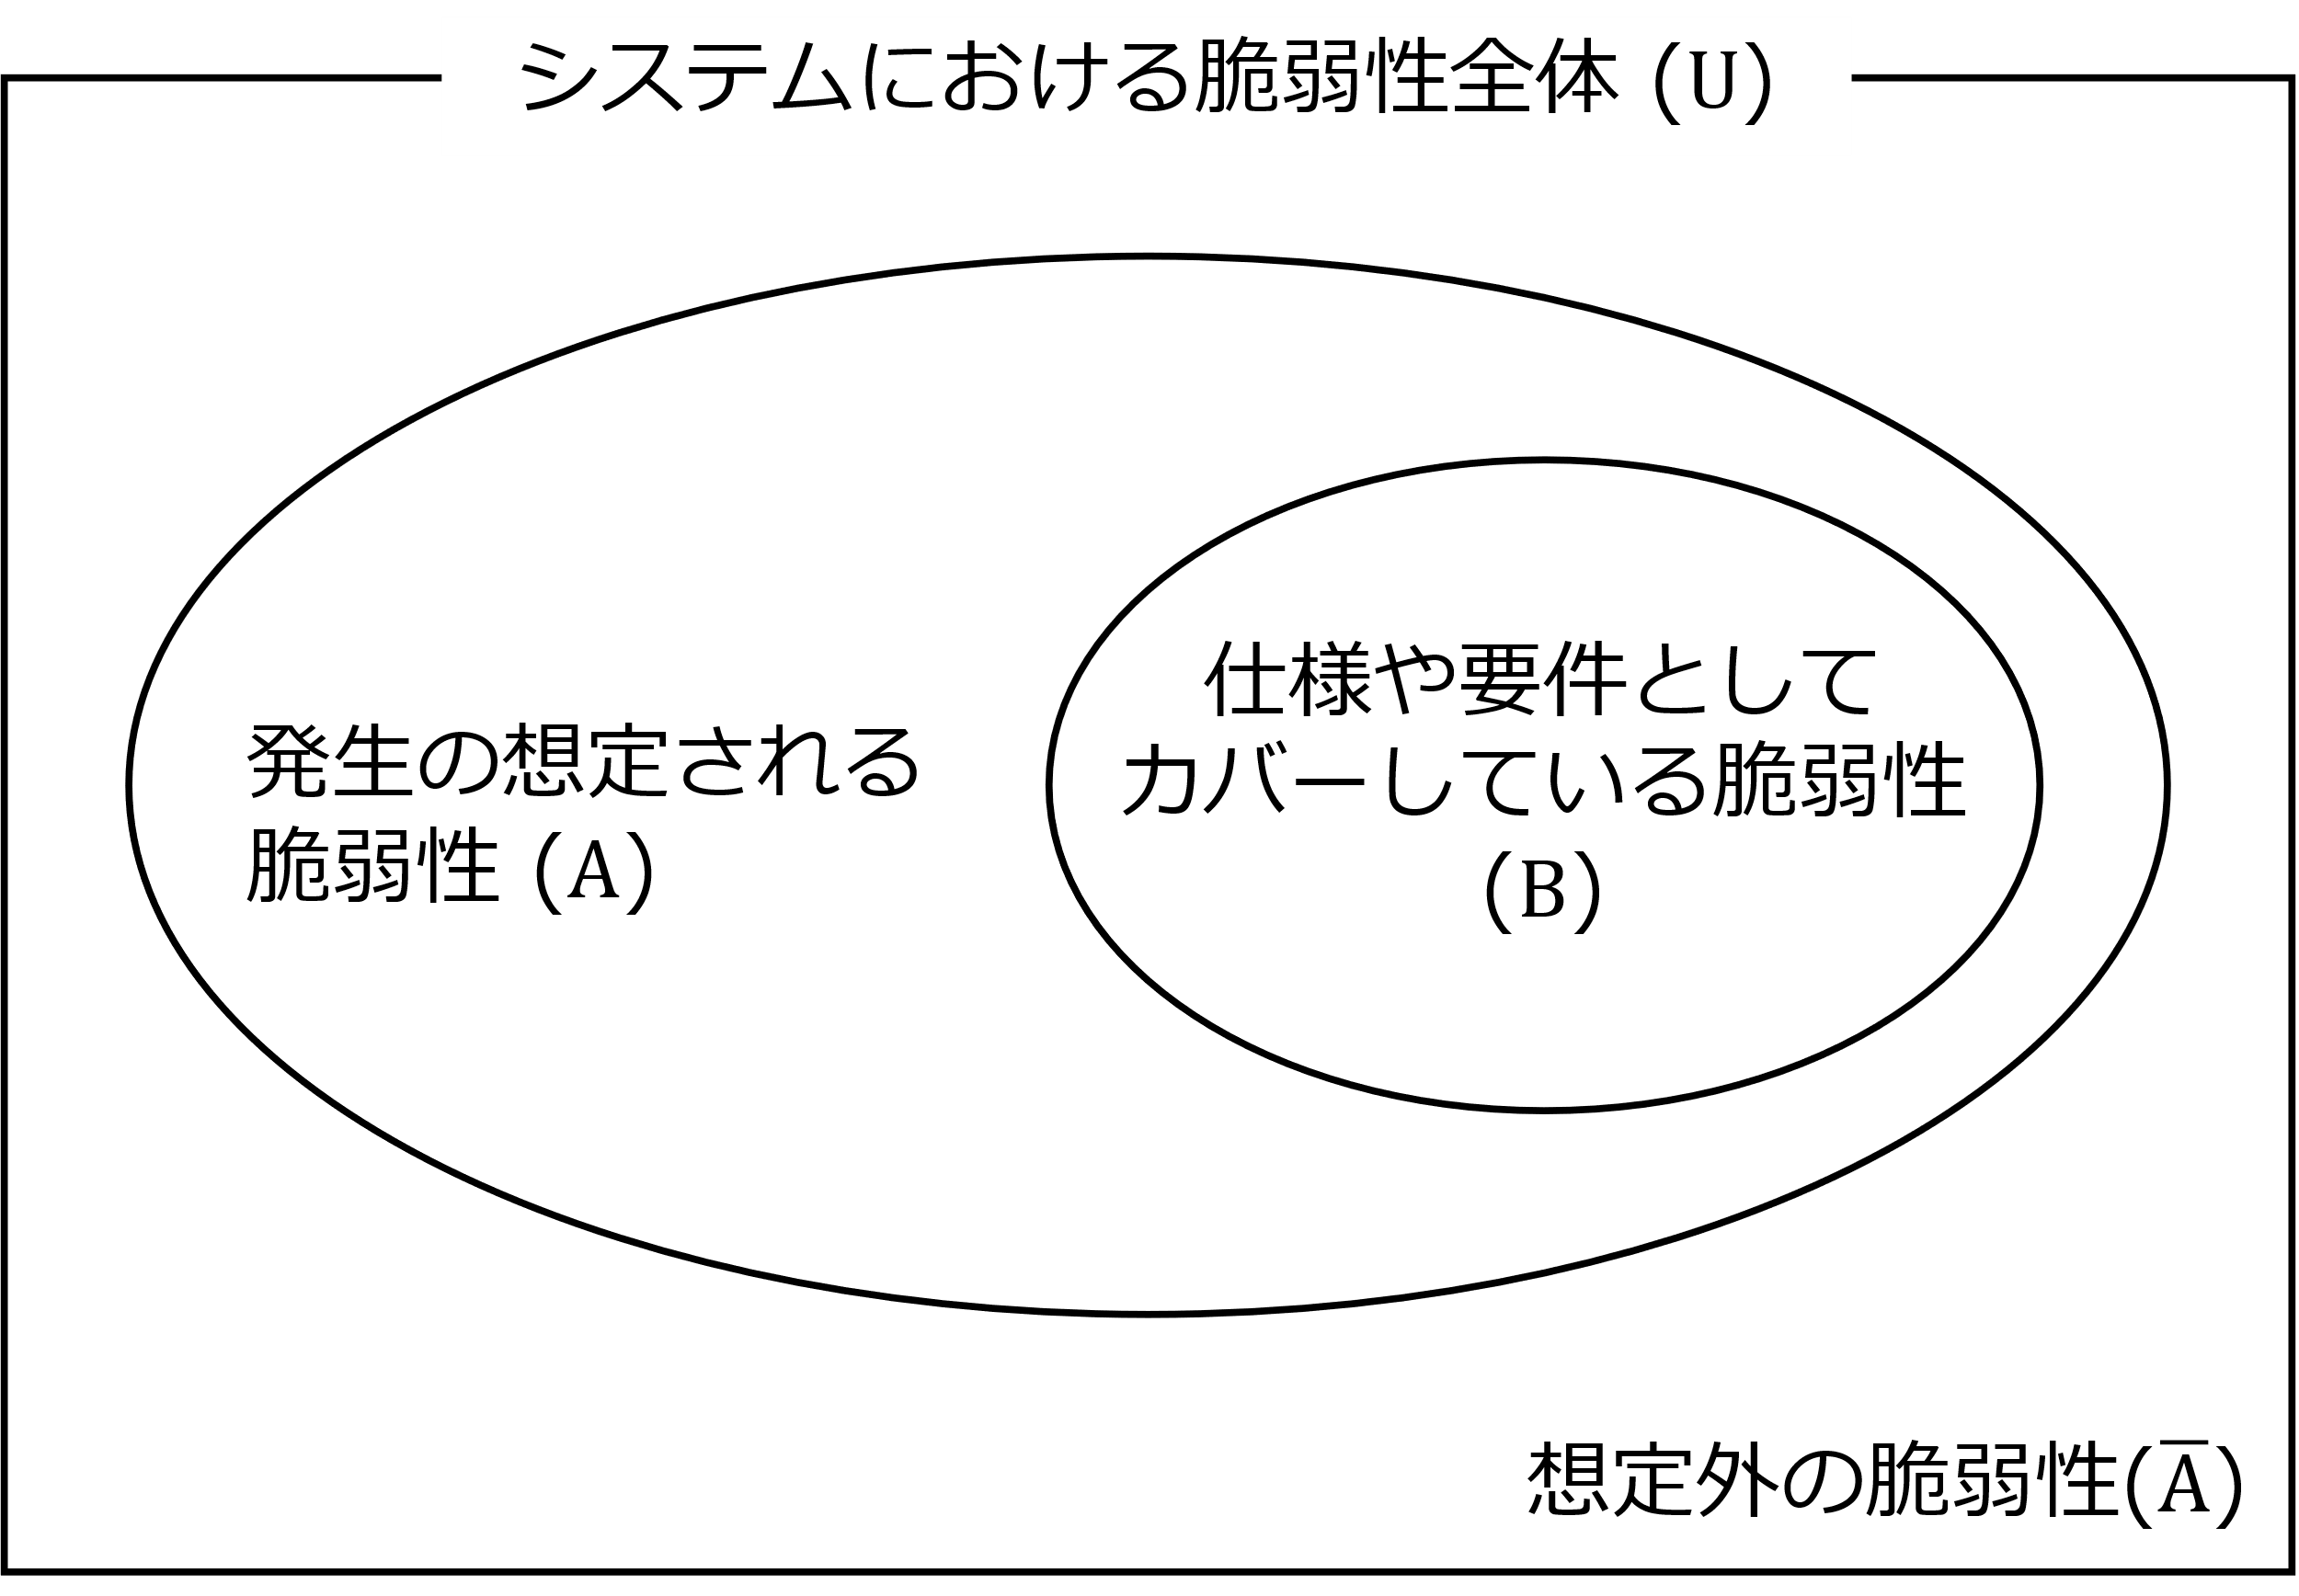 システムにおける脆弱性全体 (U)
発生の想定される
脆弱性 (A)
仕様や要件として
カバーしている脆弱性
(B)
想定外の脆弱性(A̅)